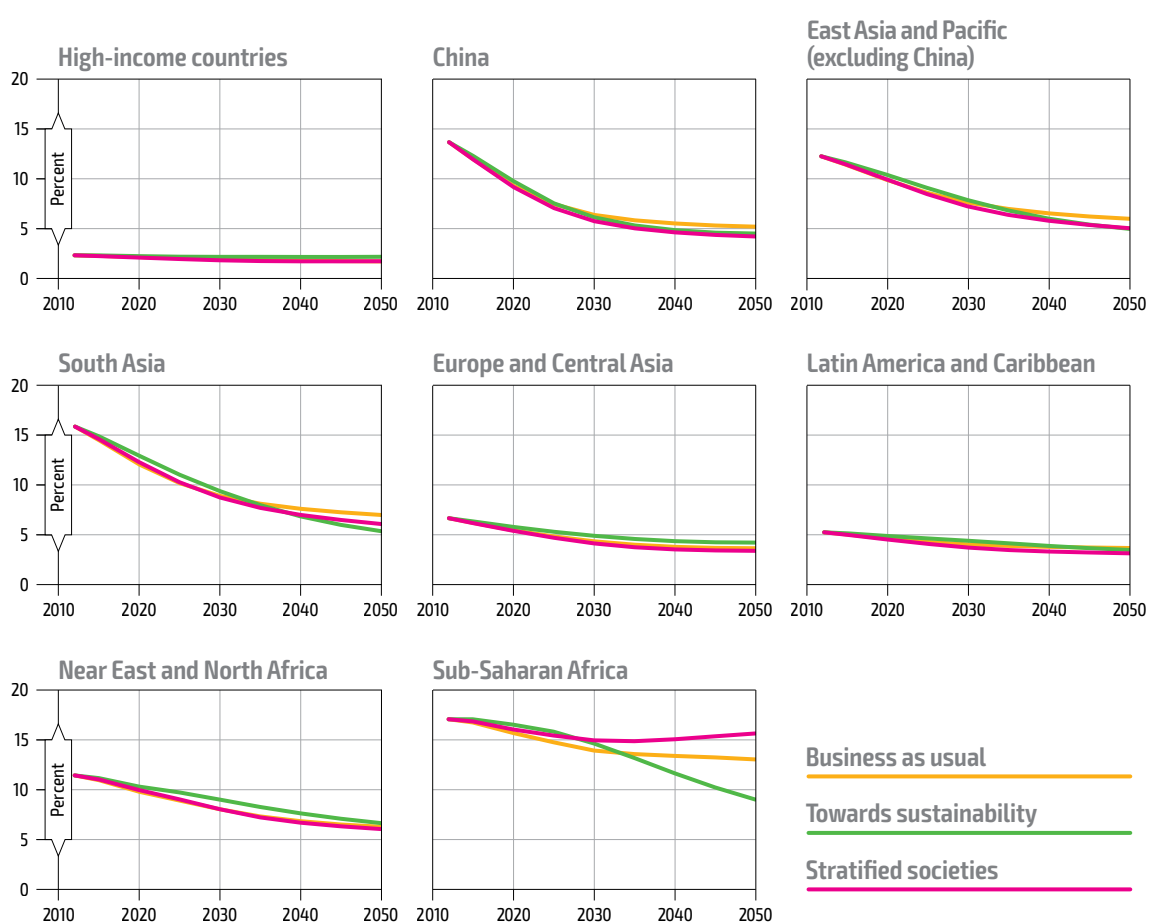 High-income countries
20
15
10
5
0
Percent
2010 2020 2030 2040 2050
China
2010 2020 2030 2040 2050
East Asia and Pacific
(excluding China)
2010 2020 2030 2040 2050
South Asia
20
15
10
5
0
Percent
2010 2020 2030 2040 2050
Europe and Central Asia
2010 2020 2030 2040 2050
Latin America and Caribbean
2010 2020 2030 2040 2050
Near East and North Africa
20
15
10
5
0
Percent
2010 2020 2030 2040 2050
Sub-Saharan Africa
2010 2020 2030 2040 2050
Business as usual
Towards sustainability
Stratified societies